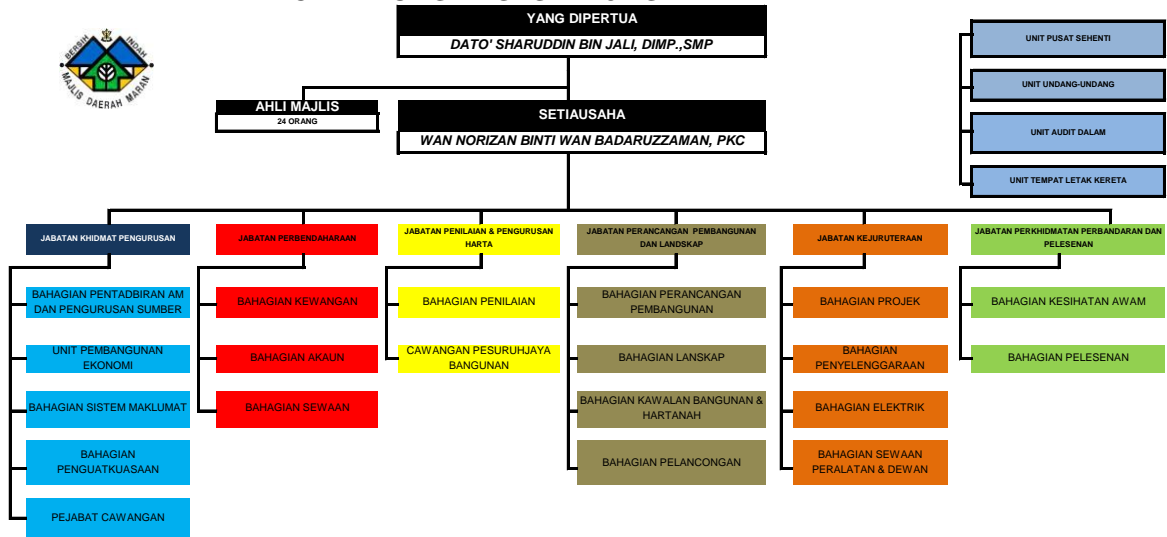 YANG DIPERTUA
DATO' SHARUDDIN BIN JALI, DIMP.,SMP
BERSIH INDAH
MAJLIS DAERAH MARAN
UNIT PUSAT SEHENTI
UNIT UNDANG-UNDANG
UNIT AUDIT DALAM
UNIT TEMPAT LETAK KERETA
AHLI MAJLIS
24 ORANG
SETIAUSAHA
WAN NORIZAN BINTI WAN BADARUZZAMAN, PKC
JABATAN KHIDMAT PENGURUSAN
BAHAGIAN PENTADBIRAN AM
DAN PENGURUSAN SUMBER
UNIT PEMBANGUNAN
EKONOMI
BAHAGIAN SISTEM MAKLUMAT
BAHAGIAN
PENGUATKUASAAN
PEJABAT CAWANGAN
JABATAN PERBENDAHARAAN
BAHAGIAN KEWANGAN
BAHAGIAN AKAUN
BAHAGIAN SEWAAN
JABATAN PENILAIAN & PENGURUSAN
HARTA
BAHAGIAN PENILAIAN
CAWANGAN PESURUHJAYA
BANGUNAN
JABATAN PERANCANGAN PEMBANGUNAN
DAN LANDSKAP
BAHAGIAN PERANCANGAN
PEMBANGUNAN
BAHAGIAN LANSKAP
BAHAGIAN KAWALAN BANGUNAN &
HARTANAH
BAHAGIAN PELANCONGAN
JABATAN KEJURUTERAAN
BAHAGIAN PROJEK
BAHAGIAN
PENYELENGGARAAN
BAHAGIAN ELEKTRIK
BAHAGIAN SEWAAN
PERALATAN & DEWAN
JABATAN PERKHIDMATAN PERBANDARAN DAN
PELESENAN
BAHAGIAN KESIHATAN AWAM
BAHAGIAN PELESENAN